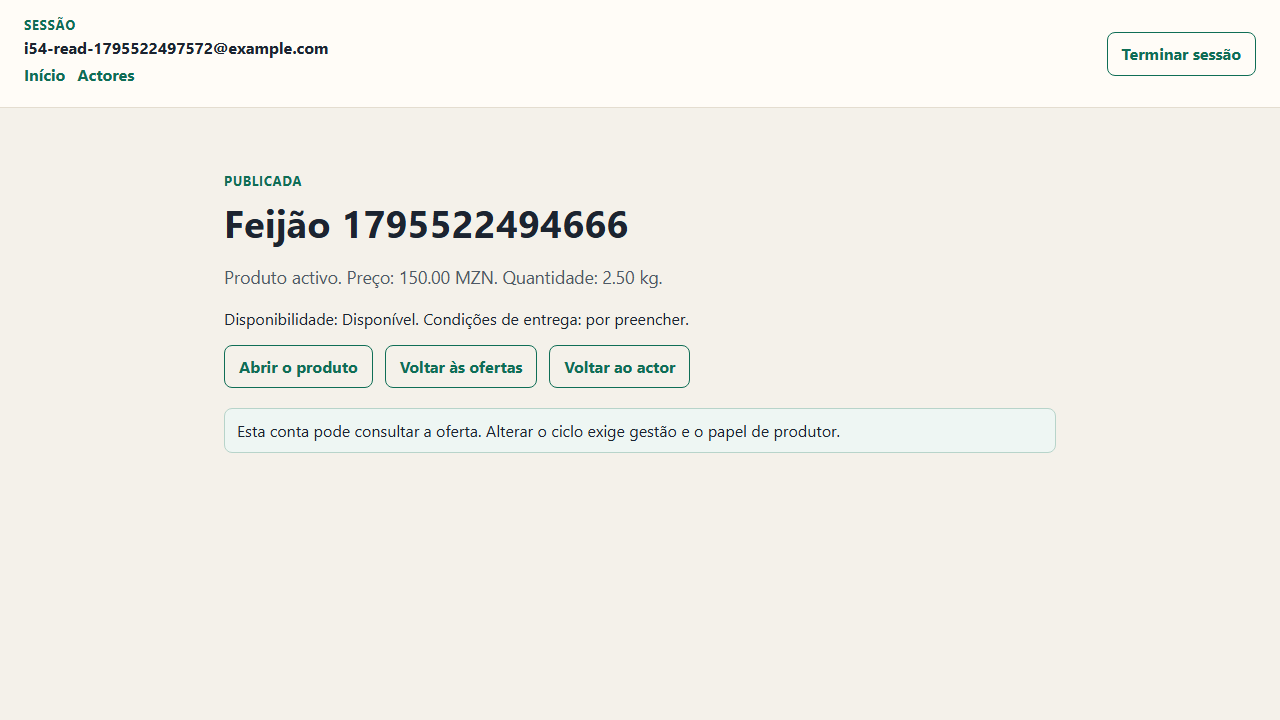 SESSÃO
i54-read-1795522497572@example.com
Início Actores
Terminar sessão
PUBLICADA
Feijão 1795522494666
Produto activo. Preço: 150.00 MZN. Quantidade: 2.50 kg.
Disponibilidade: Disponível. Condições de entrega: por preencher.
Abrir o produto Voltar às ofertas Voltar ao actor
Esta conta pode consultar a oferta. Alterar o ciclo exige gestão e o papel de produtor.